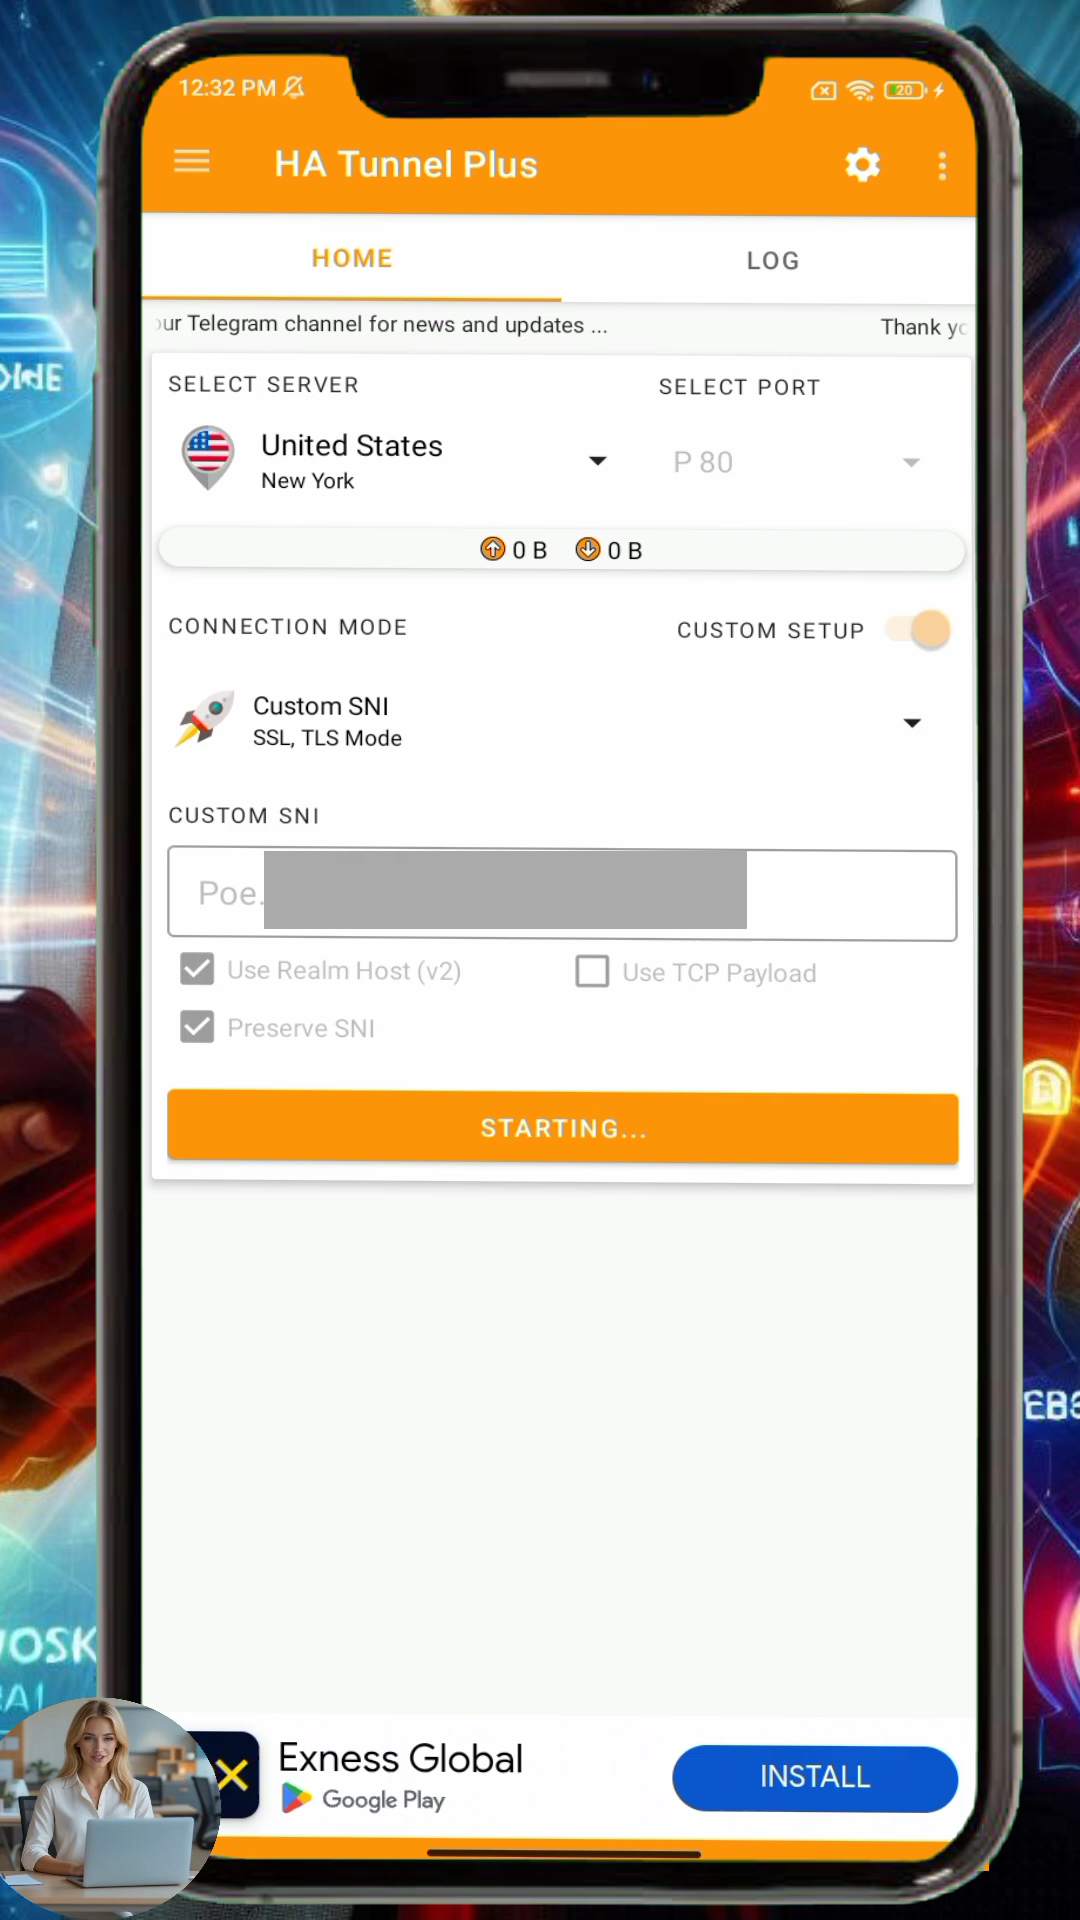 12:32 PM
20
HA Tunnel Plus
HOME
LOG
our Telegram channel for news and updates ...
Thank
SELECT SERVER
SELECT PORT
United States
New York
P 80
0 B
0 B
CONNECTION MODE
CUSTOM SETUP
Custom SNI
SSL, TLS Mode
CUSTOM SNI
Poe.
Use Realm Host (v2)
Use TCP Payload
Preserve SNI
STARTING...
Exness Global
Google Play
INSTALL